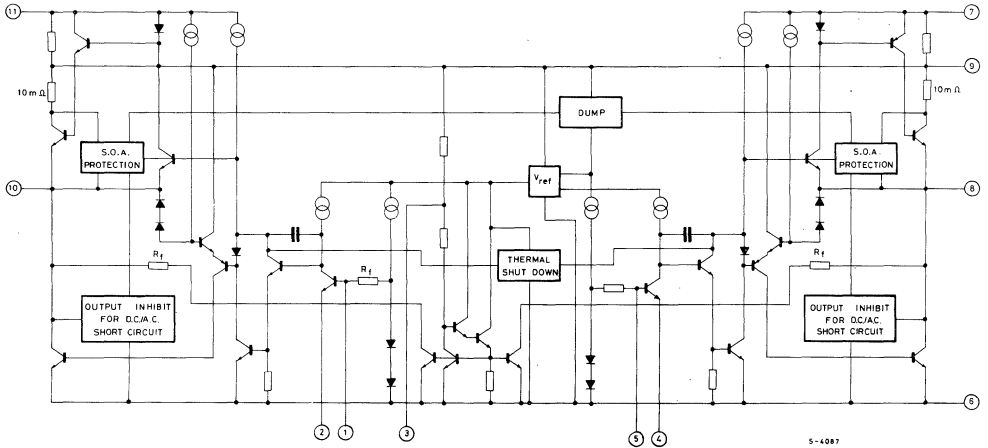 11
7
9
10mΩ
10mΩ
DUMP
S.O.A.
PROTECTION
S.O.A.
PROTECTION
10
8
Vref
THERMAL
SHUT DOWN
Rf
Rf
Rf
OUTPUT INHIBIT
FOR D.C./A.C.
SHORT CIRCUIT
OUTPUT INHIBIT
FOR D.C./A.C.
SHORT CIRCUIT
6
2
1
3
5
4
S-4087